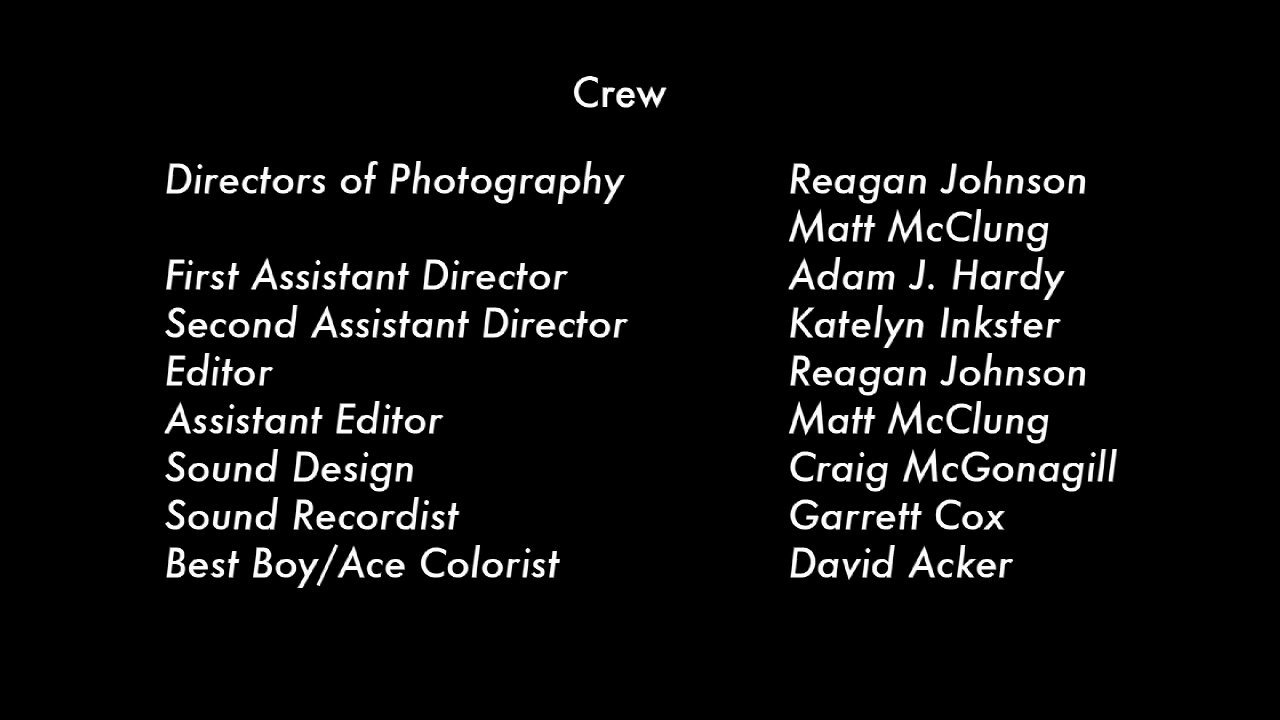 Crew
Directors of Photography Reagan Johnson
Matt McClung
First Assistant Director Adam J. Hardy
Second Assistant Director Katelyn Inkster
Editor Reagan Johnson
Assistant Editor Matt McClung
Sound Design Craig McGonagill
Sound Recordist Garrett Cox
Best Boy/Ace Colorist David Acker